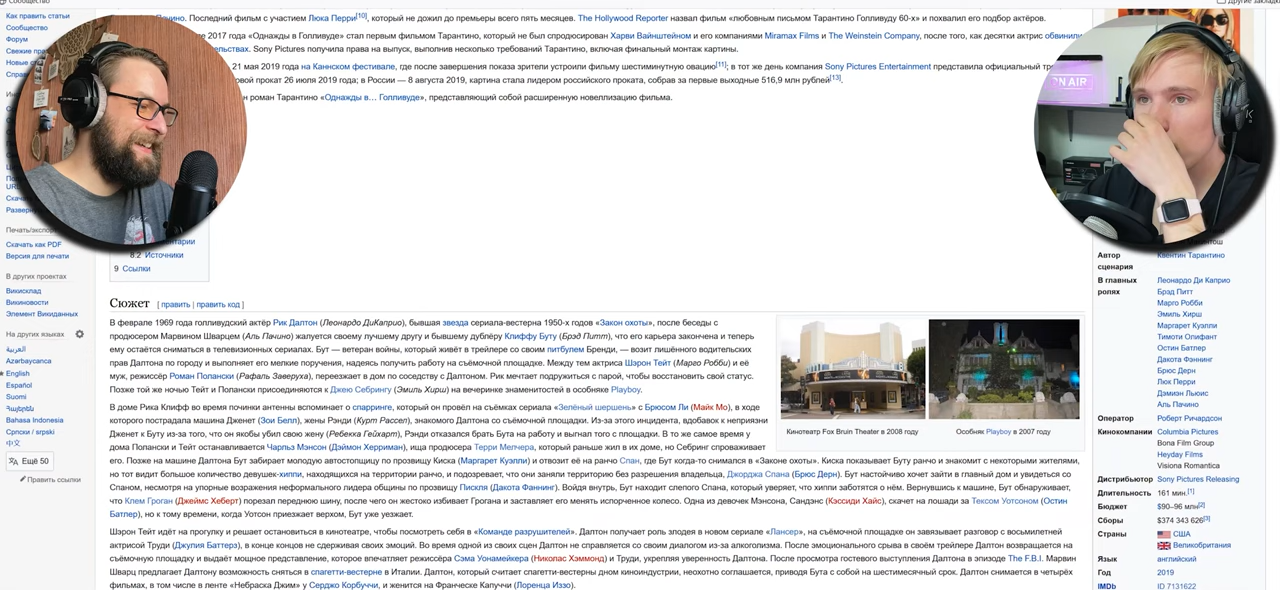 Сообщество
Другие закладки
Как править статьи
Сообщество
Форум
Свежие
Новые
Последний фильм с участием Люка Перри[10], который не дожил до премьеры всего пять месяцев. The Hollywood Reporter назвал фильм «любовным письмом Тарантино Голливуду 60-х» и похвалил его подбор актёров.
2017 года «Однажды в Голливуде» стал первым фильмом Тарантино, который не был спродюсирован Харви Вайнштейном и его компаниями Miramax Films и The Weinstein Company, после того, как десятки актрис
Sony Pictures получила права на выпуск, выполнив несколько требований Тарантино, включая финальный монтаж картины.
21 мая 2019 года на Каннском фестивале, где после завершения показа зрители устроили фильму шестиминутную овацию[11]; в тот же день компания Sony Pictures Entertainment представила официальный
прокат 26 июля 2019 года; в России — 8 августа 2019, картина стала лидером российского проката, собрав за первые выходные 516,9 млн рублей[13].
роман Тарантино «Однажды в… Голливуде», представляющий собой расширенную новеллизацию фильма.
ON AIR
Печать/экспорт
Скачать как PDF
Версия для печати
В других проектах
Викисклад
Викиновости
Элемент Викиданных
На других языках
العربية
Azərbaycanca
English
Español
Suomi
Հայերեն
Bahasa Indonesia
Српски / srpski
中文
Ещё 50
Править ссылки
8.2 Источники
9 Ссылки
Сюжет [ править | править код ]
В феврале 1969 года голливудский актёр Рик Далтон (Леонардо ДиКаприо), бывшая звезда сериала-вестерна 1950-х годов «Закон охоты», после беседы с
продюсером Марвином Шварцем (Аль Пачино) жалуется своему лучшему другу и бывшему дублёру Клиффу Буту (Брэд Питт), что его карьера закончена и теперь
ему остаётся сниматься в телевизионных сериалах. Бут — ветеран войны, который живёт в трейлере со своим питбулем Бренди, — возит лишённого водительских
прав Далтона по городу и выполняет его мелкие поручения, надеясь получить работу на съёмочной площадке. Между тем актриса Шэрон Тейт (Марго Робби) и её
муж, режиссёр Роман Полански (Рафаль Заверуха), переезжает в дом по соседству с Далтоном. Рик мечтает подружиться с парой, чтобы восстановить свой статус.
Позже той же ночью Тейт и Полански присоединяются к Джею Себрингу (Эмиль Хирш) на вечеринке знаменитостей в особняке Playboy.
В доме Рика Клифф во время починки антенны вспоминает о спарринге, который он провёл на съёмках сериала «Зелёный шершень» с Брюсом Ли (Майк Мо), в ходе
которого пострадала машина Дженет (Зои Белл), жены Рэнди (Курт Рассел), знакомого Далтона со съёмочной площадки. Из-за этого инцидента, вдобавок к неприязни
Дженет к Буту из-за того, что он якобы убил свою жену (Ребекка Гейхарт), Рэнди отказался брать Бута на работу и выгнал того с площадки. В то же самое время у
дома Полански и Тейт останавливается Чарльз Мэнсон (Дэймон Херриман), ища продюсера Терри Мелчера, который раньше жил в их доме, но Себринг спроваживает
его. Позже на машине Далтона Бут забирает молодую автостопщицу по прозвищу Киска (Маргарет Куэлли) и отвозит её на ранчо Спан, где Бут когда-то снимался в «Законе охоты». Киска показывает Буту ранчо и знакомит с некоторыми жителями,
но тот видит большое количество девушек-хиппи, находящихся на территории ранчо, и подозревает, что они заняли территорию без разрешения владельца, Джорджа Спана (Брюс Дерн). Бут настойчиво хочет зайти в главный дом и увидеться со
Спаном, несмотря на упорные возражения неформального лидера общины по прозвищу Писклю (Дакота Фаннинг). Войдя внутрь, Бут находит слепого Спана, который уверяет, что хиппи заботятся о нём. Вернувшись к машине, Бут обнаруживает,
что Клем Гроган (Джеймс Хеберт) порезал переднюю шину, после чего он жестоко избивает Грогана и заставляет его менять испорченное колесо. Одна из девочек Мэнсона, Сандэнс (Кэссиди Хайс), скачет на лошади за Тексом Уотсоном (Остин
Батлер), но к тому времени, когда Уотсон приезжает верхом, Бут уже уезжает.
Шэрон Тейт идёт на прогулку и решает остановиться в кинотеатре, чтобы посмотреть себя в «Команде разрушителей». Далтон получает роль злодея в новом сериале «Лансер», на съёмочной площадке он завязывает разговор с восьмилетней
актрисой Труди (Джулия Баттерз), в конце концов не сдерживая своих эмоций. Во время одной из своих сцен Далтон не справляется со своим диалогом из-за алкоголизма. После эмоционального срыва в своём трейлере Далтон возвращается на
съёмочную площадку и выдаёт мощное представление, которое впечатляет режиссёра Сэма Уонамейкера (Николас Хэммонд) и Труди, укрепляя уверенность Далтона. После просмотра гостевого выступления Далтона в эпизоде The F.B.I. Марвин
Шварц предлагает Далтону возможность сняться в спагетти-вестерне в Италии. Далтон, который считает спагетти-вестерны дном киноиндустрии, неохотно соглашается, приводя Бута с собой на шестимесячный срок. Далтон снимается в четырёх
фильмах, в том числе в ленте «Небраска Джим» у Серджо Корбуччи, и женится на Франческе Капуччи (Лоренца Иззо).
Кинотеатр Fox Bruin Theater в 2008 году
Особняк Playboy в 2007 году
Автор сценария Квентин Тарантино
В главных ролях Леонардо Ди Каприо
Брэд Питт
Марго Робби
Эмиль Хирш
Маргарет Куэлли
Тимоти Олифант
Остин Батлер
Дакота Фэннинг
Брюс Дерн
Люк Перри
Дэмиан Льюис
Аль Пачино
Оператор Роберт Ричардсон
Кинокомпании Columbia Pictures
Bona Film Group
Heyday Films
Visiona Romantica
Дистрибьютор Sony Pictures Releasing
Длительность 161 мин.[1]
Бюджет $90–96 млн[2]
Сборы $374 343 626[3]
Страны США
Великобритания
Язык английский
Год 2019
IMDb ID 7131622